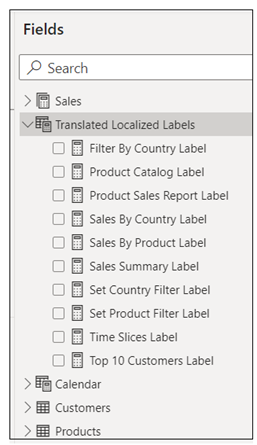 Fields
Search
Sales
Translated Localized Labels
Filter By Country Label
Product Catalog Label
Product Sales Report Label
Sales By Country Label
Sales By Product Label
Sales Summary Label
Set Country Filter Label
Set Product Filter Label
Time Slices Label
Top 10 Customers Label
Calendar
Customers
Products